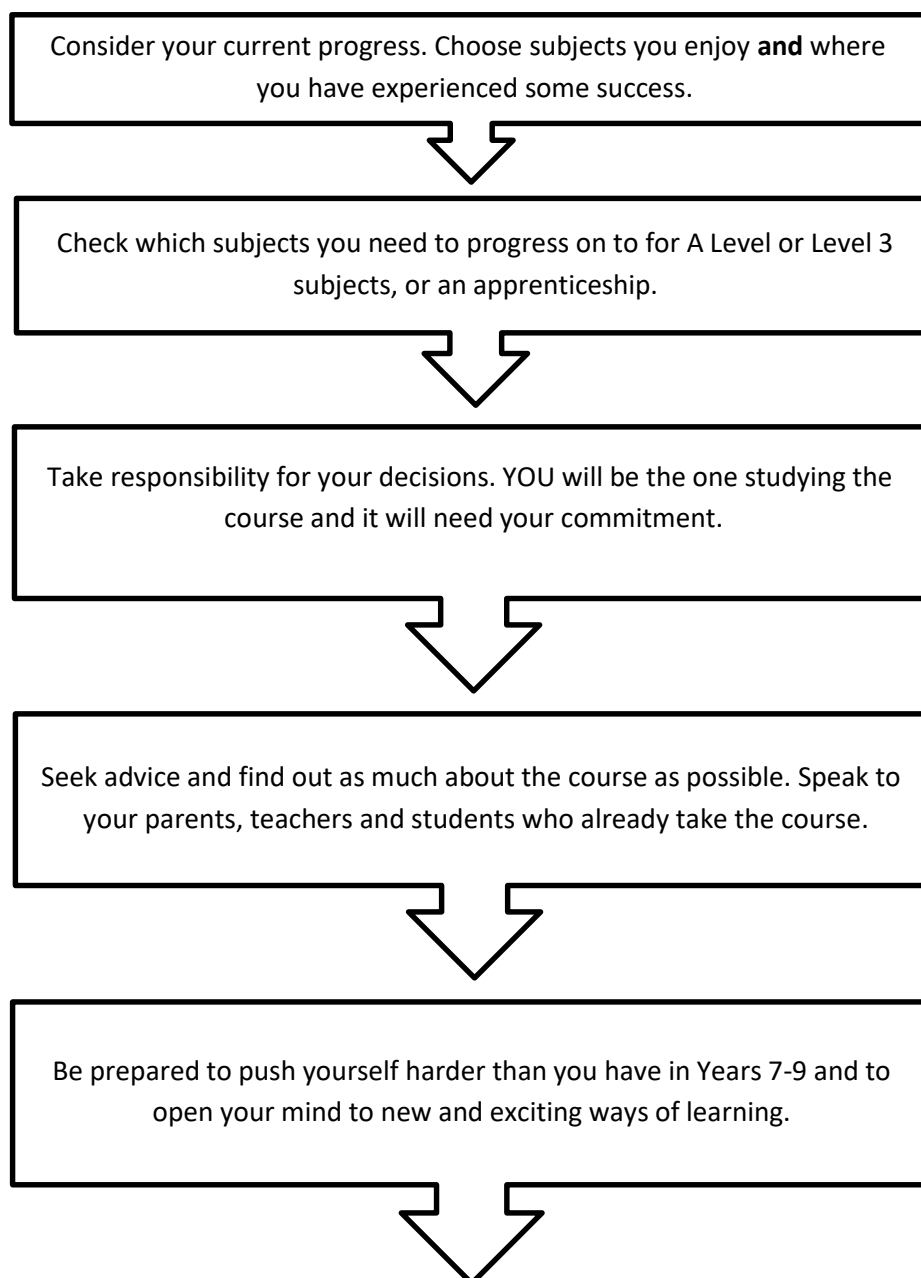 Consider your current progress. Choose subjects you enjoy and where
you have experienced some success.
Check which subjects you need to progress on to for A Level or Level 3
subjects, or an apprenticeship.
Take responsibility for your decisions. YOU will be the one studying the
course and it will need your commitment.
Seek advice and find out as much about the course as possible. Speak to
your parents, teachers and students who already take the course.
Be prepared to push yourself harder than you have in Years 7-9 and to
open your mind to new and exciting ways of learning.